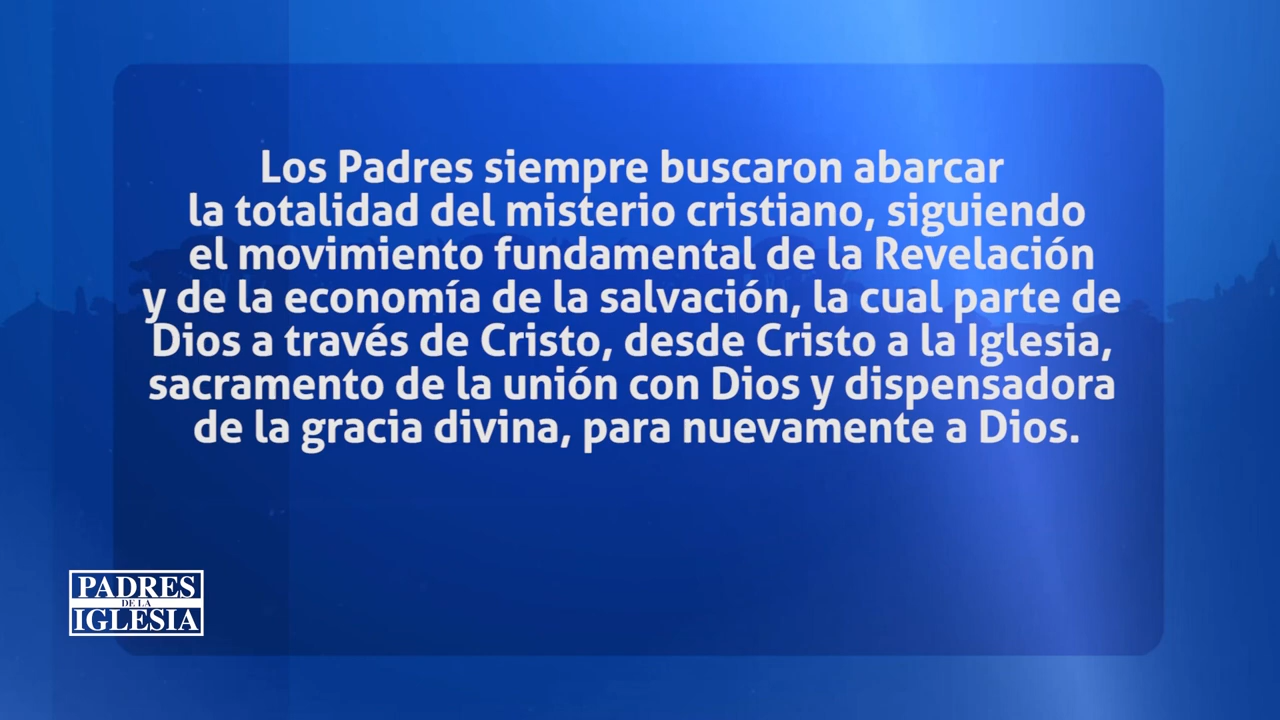 Los Padres siempre buscaron abarcar
la totalidad del misterio cristiano, siguiendo
el movimiento fundamental de la Revelación
y de la economía de la salvación, la cual parte de
Dios a través de Cristo, desde Cristo a la Iglesia,
sacramento de la unión con Dios y dispensadora
de la gracia divina, para nuevamente a Dios.
PADRES
DE LA
IGLESIA